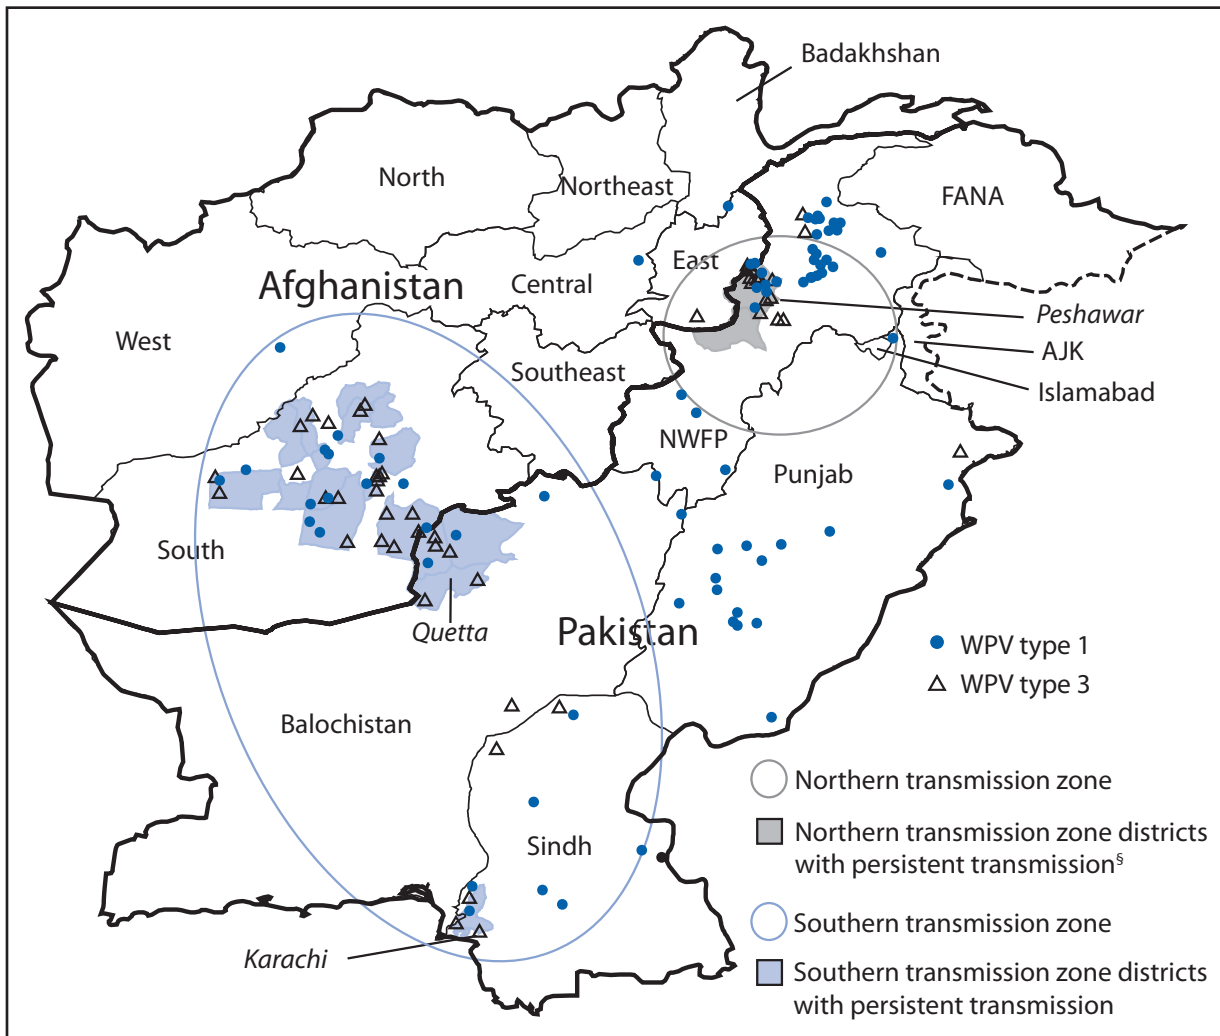 Badakhshan
North
Northeast
FANA
East
Afghanistan
Central
Peshawar
West
AJK
Southeast
Islamabad
NWFP
Punjab
South
Quetta
Pakistan
WPV type 1
WPV type 3
Balochistan
Northern transmission zone
Northern transmission zone districts
with persistent transmission§
Sindh
Southern transmission zone
Karachi
Southern transmission zone districts
with persistent transmission